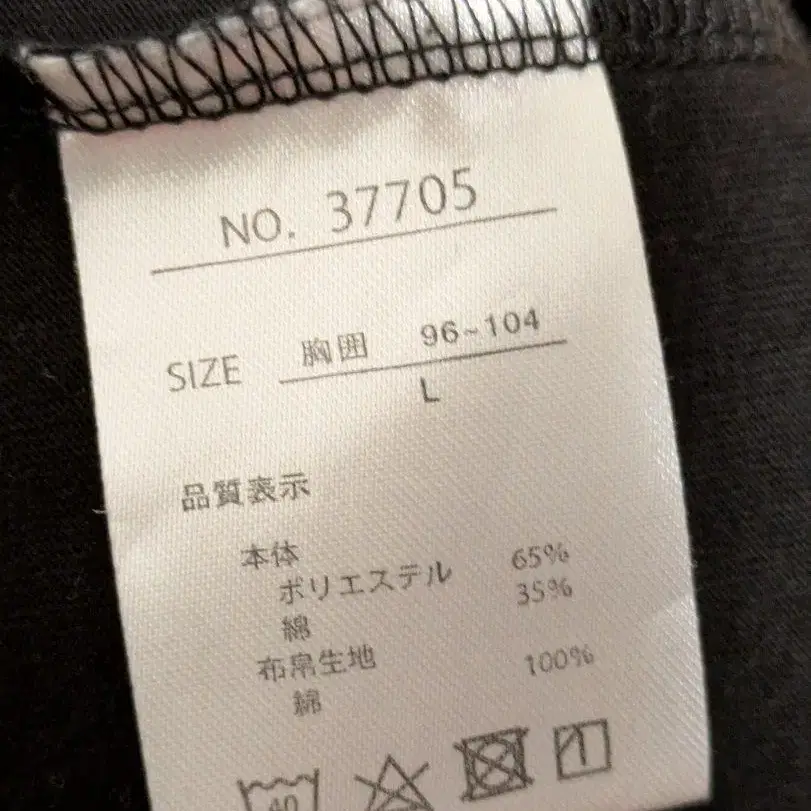 NO. 37705
SIZE 胸囲 96~104
L
品質表示
本体
ポリエステル 65%
綿 35%
布帛生地
綿 100%
40